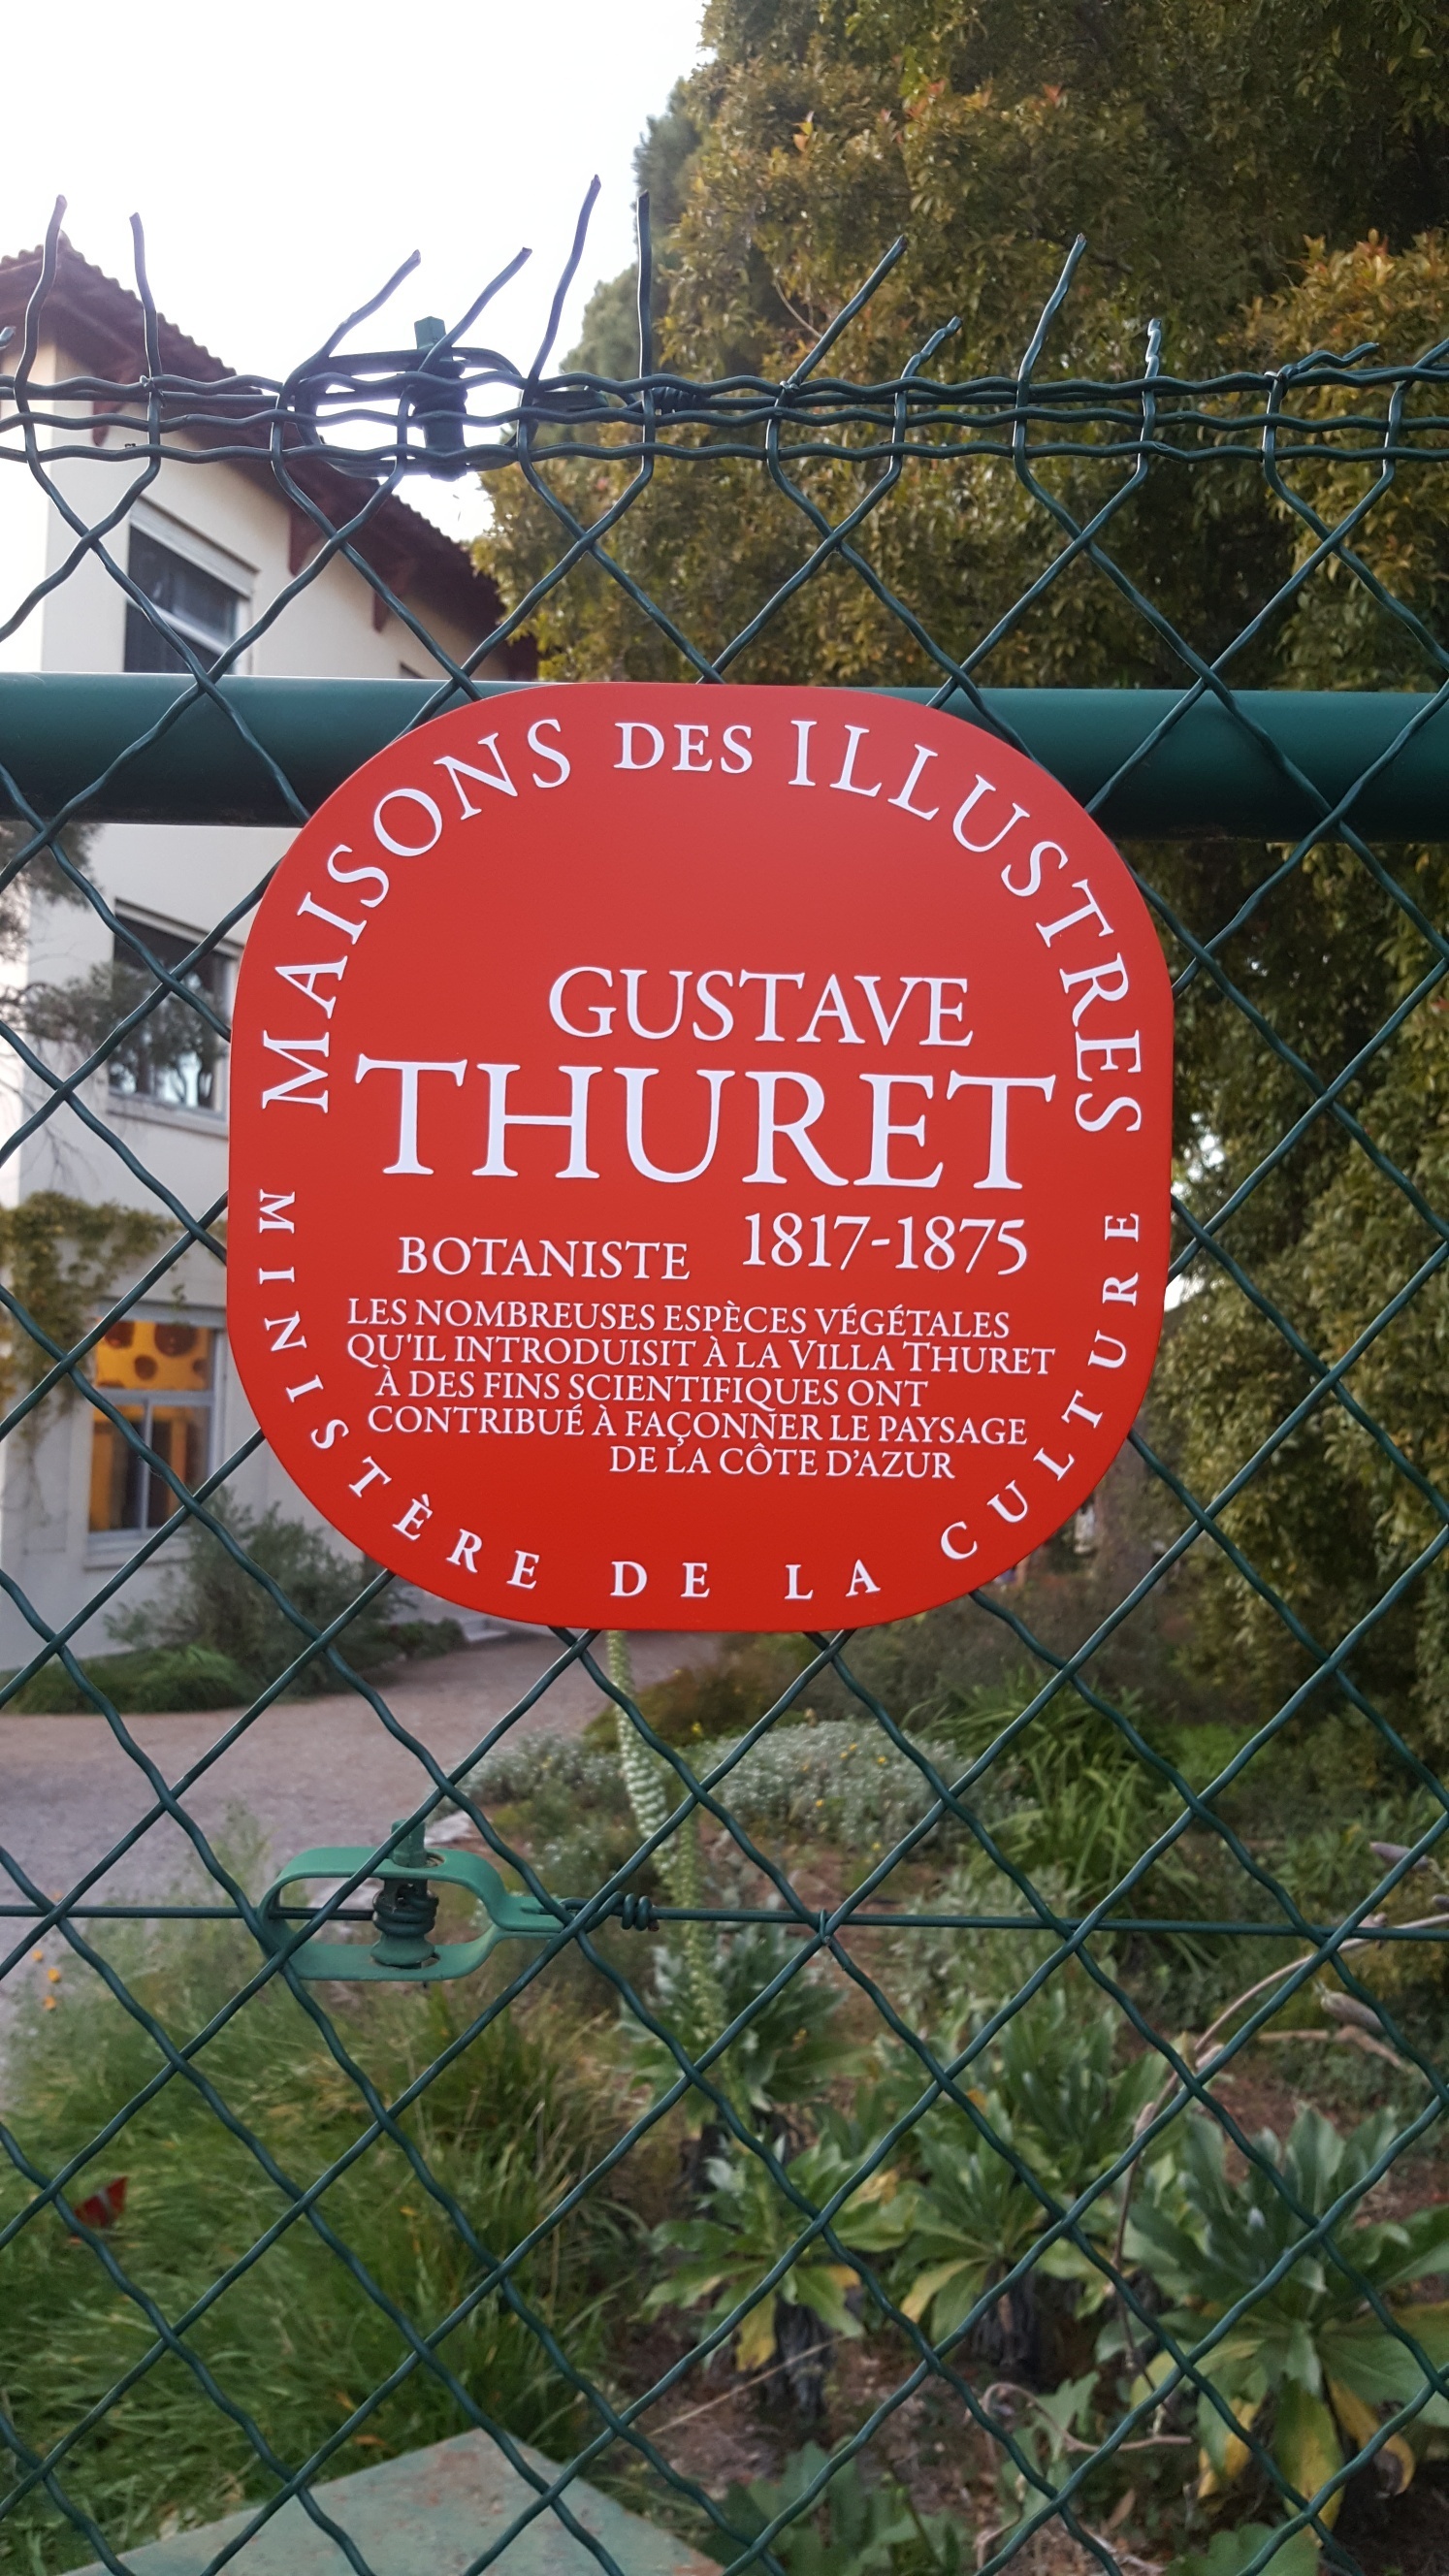 MAISONS DES ILLUSTRES
GUSTAVE
THURET
BOTANISTE 1817-1875
LES NOMBREUSES ESPÈCES VÉGÉTALES
QU'IL INTRODUISIT À LA VILLA THURET
À DES FINS SCIENTIFIQUES ONT
CONTRIBUÉ À FAÇONNER LE PAYSAGE
DE LA CÔTE D’AZUR
MINISTÈRE DE LA CULTURE